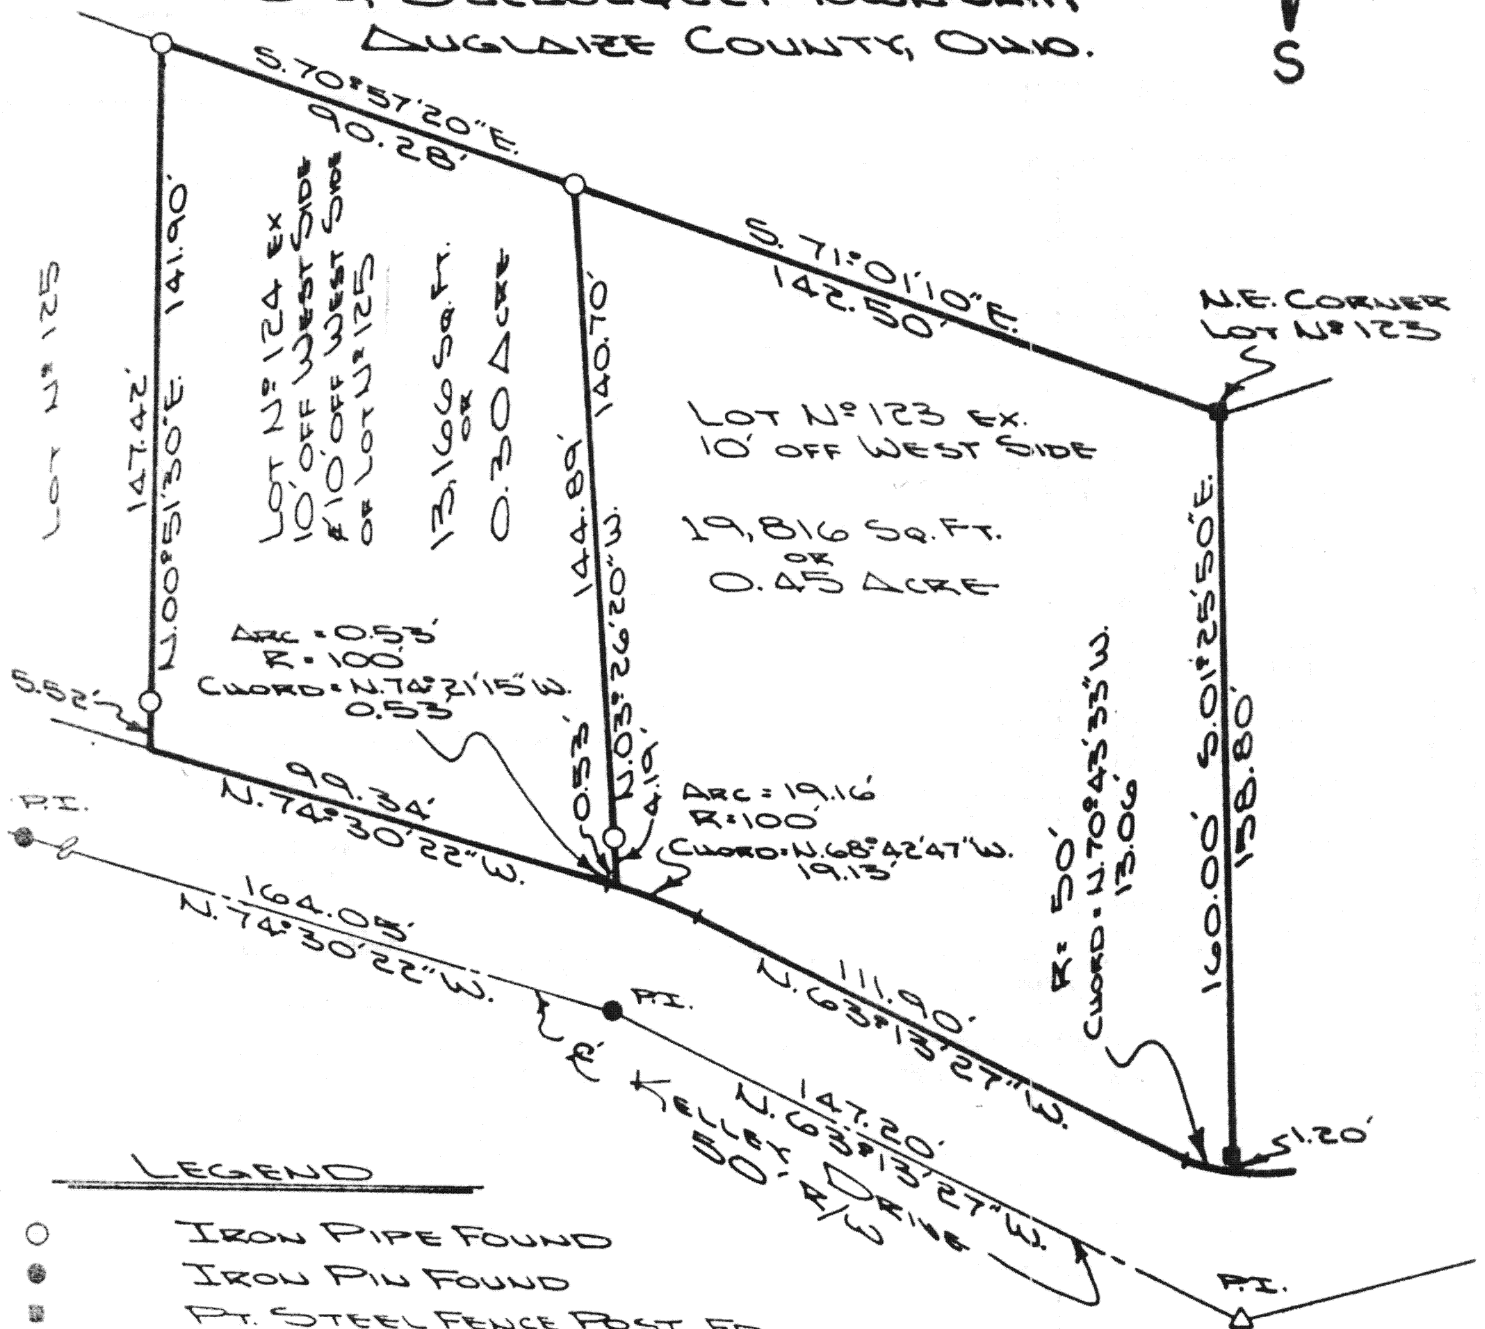 AUGLAIZE COUNTY, OHIO.
S
S. 70°57'20"E.
90.28'
S. 71°01'10"E.
142.50'
N.E. CORNER
LOT Nº 123
LOT Nº 125
147.42'
141.90'
N.00°51'30"E.
LOT Nº 124 EX
10' OFF WEST SIDE
& 10' OFF WEST SIDE
OF LOT Nº 125
13,166 SQ. FT.
OR
0.30 ACRE
144.89'
140.70'
N.03°26'20"W.
LOT Nº 123 EX.
10' OFF WEST SIDE
19,816 SQ. FT.
OR
0.45 ACRE
160.00'
S.01°25'50"E.
158.80'
ARC = 0.53'
R = 100'
CHORD = N.74°21'15"W.
0.53'
5.52'
0.53'
4.19'
ARC = 19.16'
R = 100'
CHORD = N.68°42'47"W.
19.13'
R = 50'
CHORD = N.70°43'33"W.
13.06'
99.34'
N.74°30'22"W.
P.I.
℄
164.05'
N.74°30'22"W.
P.I.
111.90'
N.63°13'27"W.
℄ KELLEY DRIVE
50' R/W
147.20'
N.63°13'27"W.
1.20'
P.I.
LEGEND
IRON PIPE FOUND
IRON PIN FOUND
PT. STEEL FENCE POST